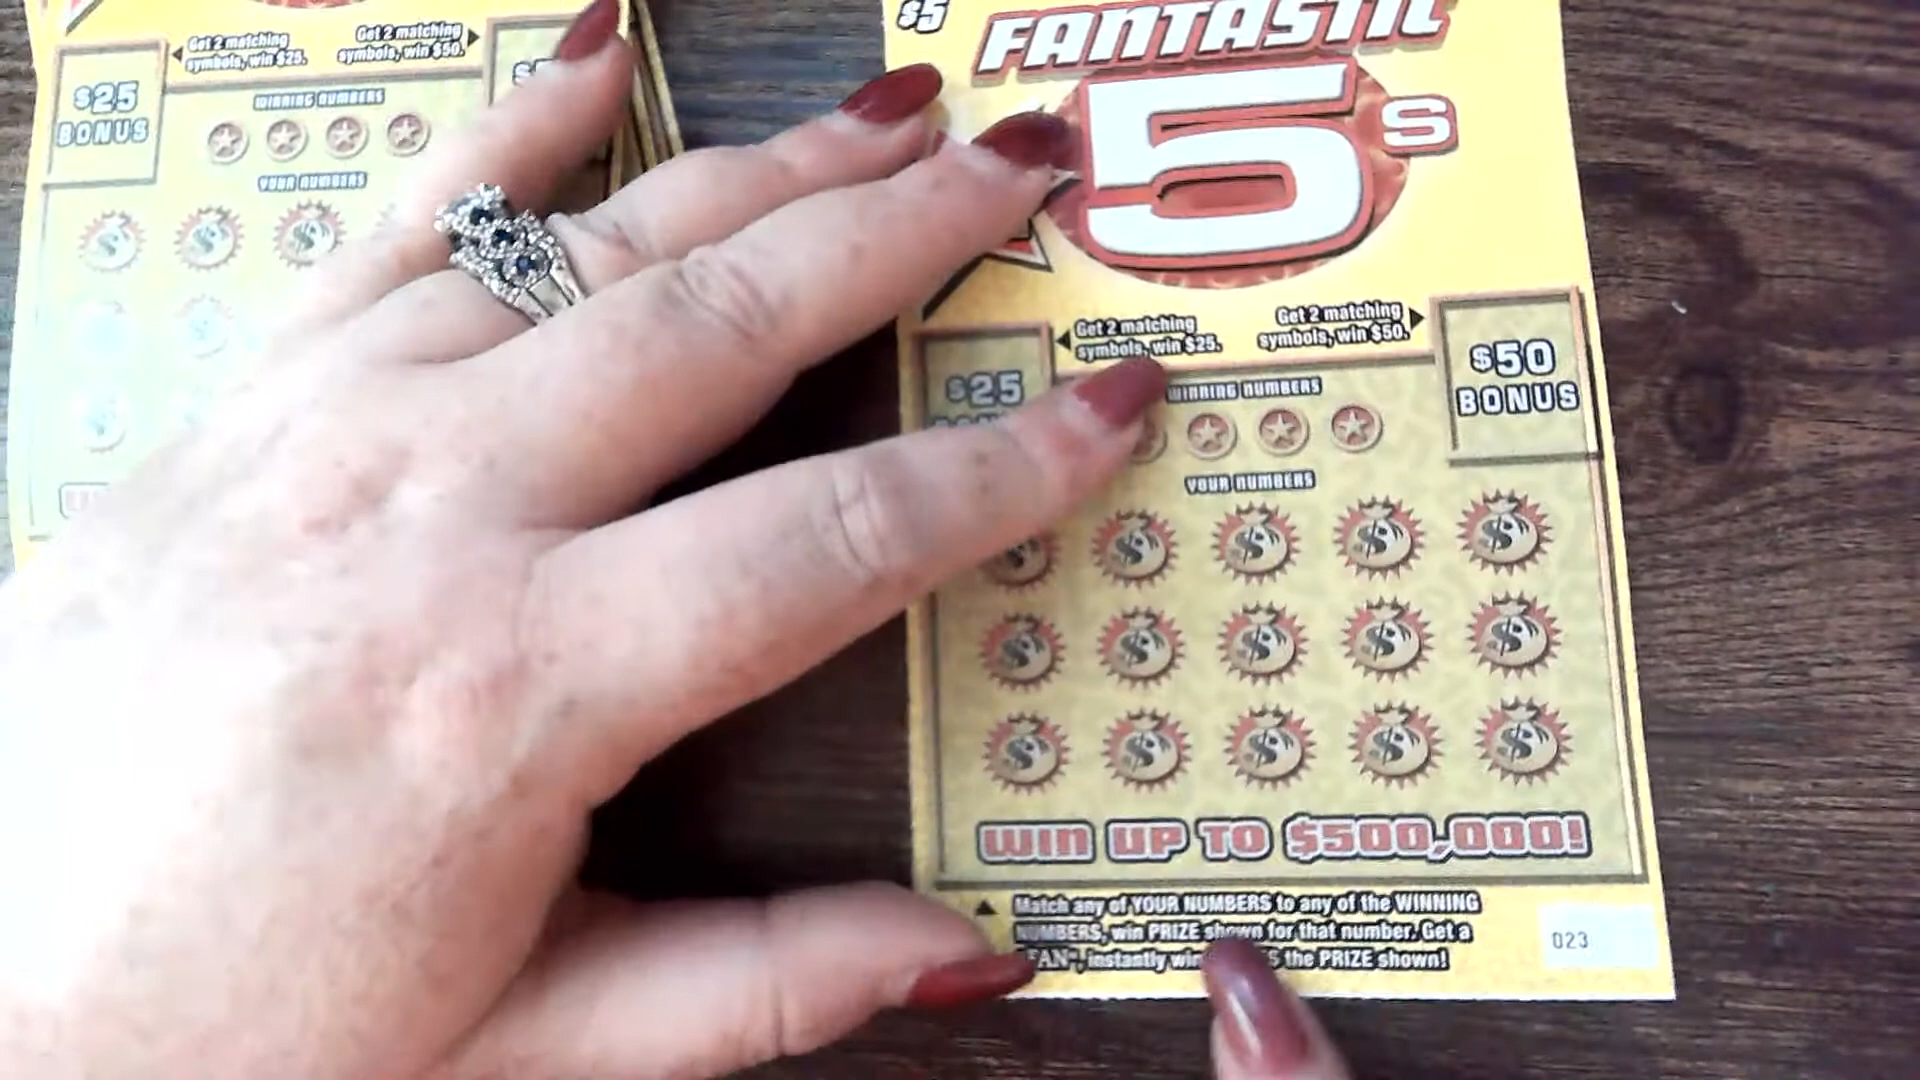 Get 2 matching
symbols, win $25.
Get 2 matching
symbols, win $50.
$25
BONUS
WINNING NUMBERS
YOUR NUMBERS
$5
FANTASTIC
5s
Get 2 matching
symbols, win $25.
Get 2 matching
symbols, win $50.
$25
$50
BONUS
WINNING NUMBERS
YOUR NUMBERS
WIN UP TO $500,000!
Match any of YOUR NUMBERS to any of the WINNING
NUMBERS, win PRIZE shown for that number. Get a
"FAN", instantly win the PRIZE shown!
023